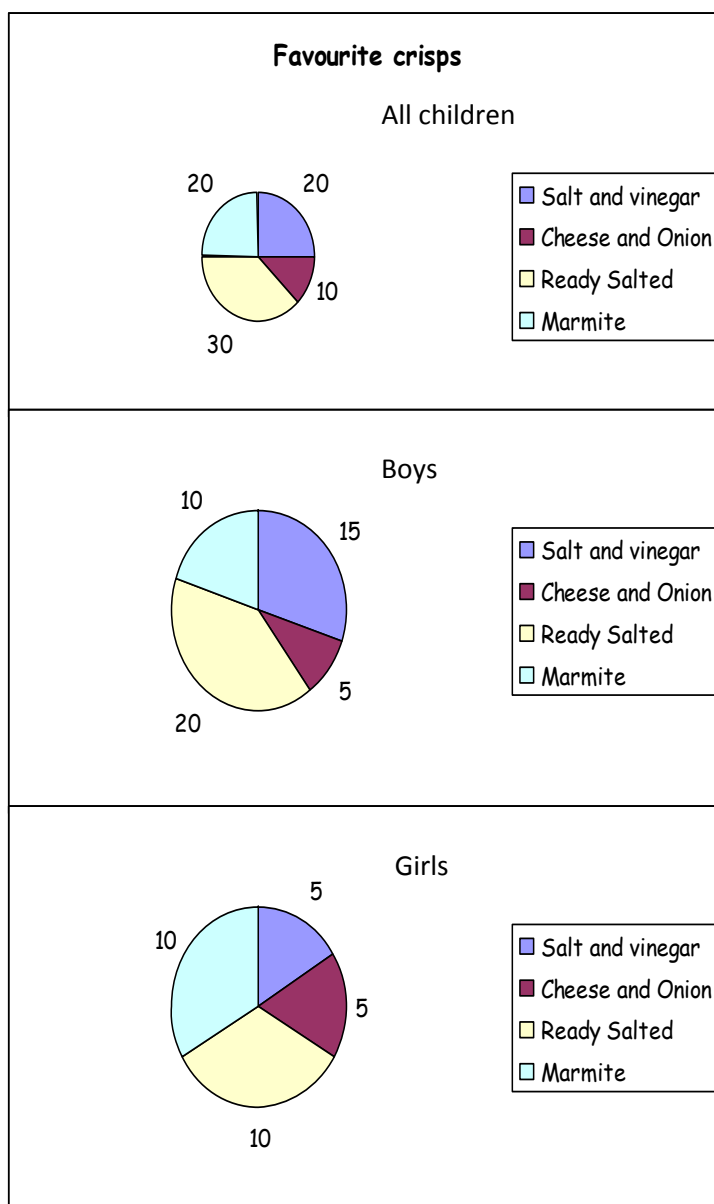 Favourite crisps
All children
20
20
10
30
Salt and vinegar
Cheese and Onion
Ready Salted
Marmite
Boys
10
15
5
20
Salt and vinegar
Cheese and Onion
Ready Salted
Marmite
Girls
5
10
5
10
Salt and vinegar
Cheese and Onion
Ready Salted
Marmite